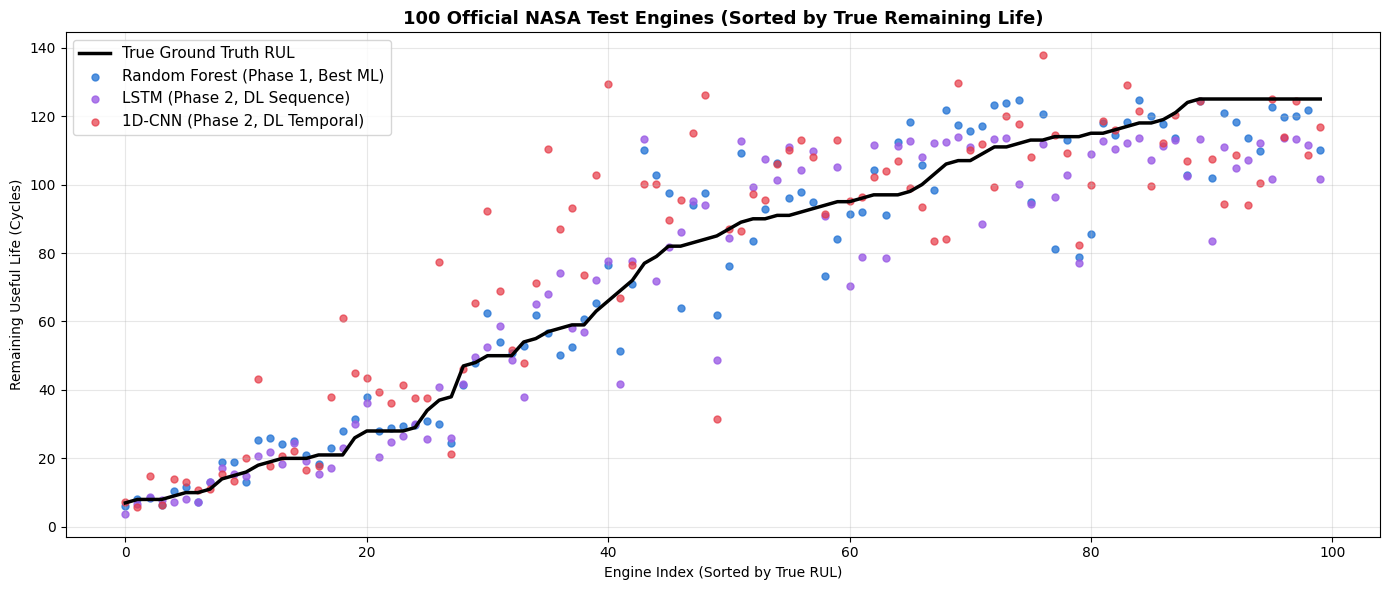 100 Official NASA Test Engines (Sorted by True Remaining Life)
True Ground Truth RUL
Random Forest (Phase 1, Best ML)
LSTM (Phase 2, DL Sequence)
1D-CNN (Phase 2, DL Temporal)
Remaining Useful Life (Cycles)
140
120
100
80
60
40
20
0
0 20 40 60 80 100
Engine Index (Sorted by True RUL)